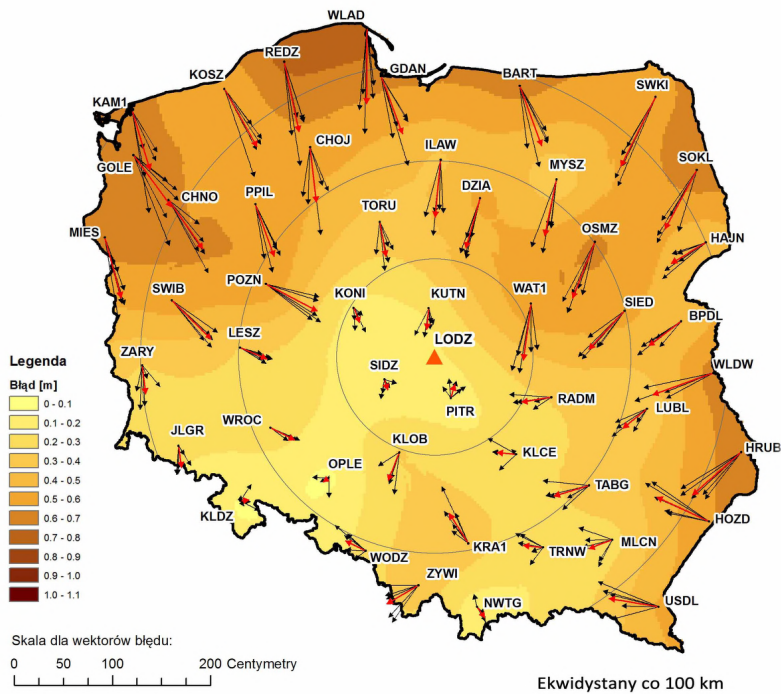 WLAD
REDZ
GDAN
KOSZ
BART
SWKI
KAM1
CHOJ
ILAW
MYSZ
SOKL
GOLE
CHNO
PPIL
TORU
DZIA
OSMZ
HAJN
MIES
SWIB
POZN
KONI
KUTN
WAT1
SIED
BPDL
LESZ
LODZ
ZARY
SIDZ
WLDW
PITR
RADM
LUBL
JLGR
WROC
KLOB
KLCE
HRUB
OPLE
TABG
KLDZ
HOZD
WODZ
KRA1
TRNW
MLCN
ZYWI
NWTG
USDL
Legenda
Błąd [m]
0 - 0.1
0.1 - 0.2
0.2 - 0.3
0.3 - 0.4
0.4 - 0.5
0.5 - 0.6
0.6 - 0.7
0.7 - 0.8
0.8 - 0.9
0.9 - 1.0
1.0 - 1.1
Skala dla wektorów błędu:
0 50 100 200 Centymetry
Ekwidystany co 100 km